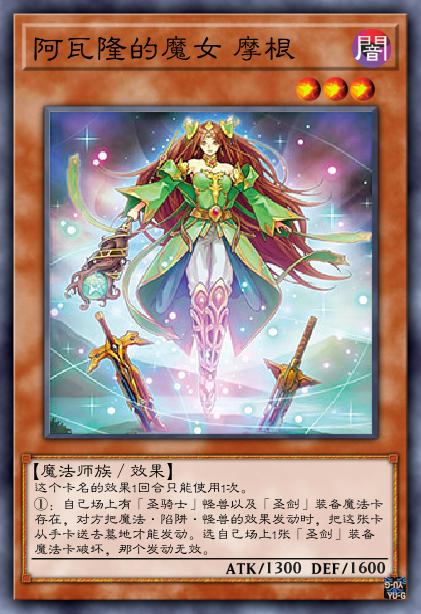 阿瓦隆的魔女 摩根
闇
【魔法师族／效果】
这个卡名的效果1回合只能使用1次。
①：自己场上有「圣骑士」怪兽以及「圣剑」装备魔法卡
存在，对方把魔法·陷阱·怪兽的效果发动时，把这张卡
从手卡送去墓地才能发动。选自己场上1张「圣剑」装备
魔法卡破坏，那个发动无效。
ATK/1300 DEF/1600